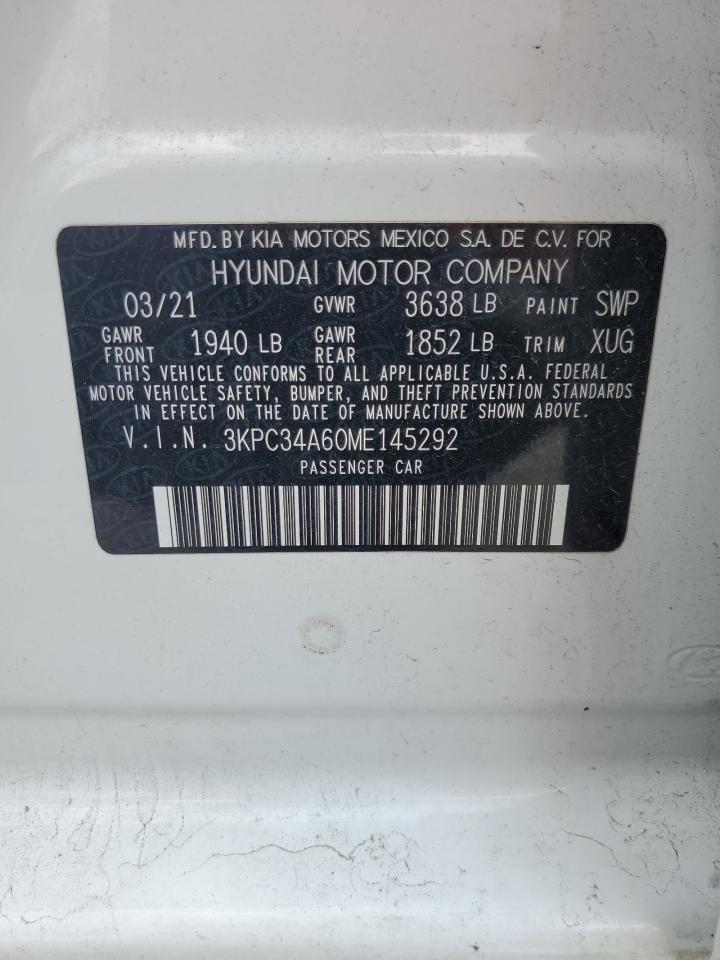 MFD. BY KIA MOTORS MEXICO S.A. DE C.V. FOR
HYUNDAI MOTOR COMPANY
03/21 GVWR 3638 LB PAINT SWP
GAWR FRONT 1940 LB GAWR REAR 1852 LB TRIM XUG
THIS VEHICLE CONFORMS TO ALL APPLICABLE U.S.A. FEDERAL
MOTOR VEHICLE SAFETY, BUMPER, AND THEFT PREVENTION STANDARDS
IN EFFECT ON THE DATE OF MANUFACTURE SHOWN ABOVE.
V.I.N. 3KPC34A60ME145292
PASSENGER CAR